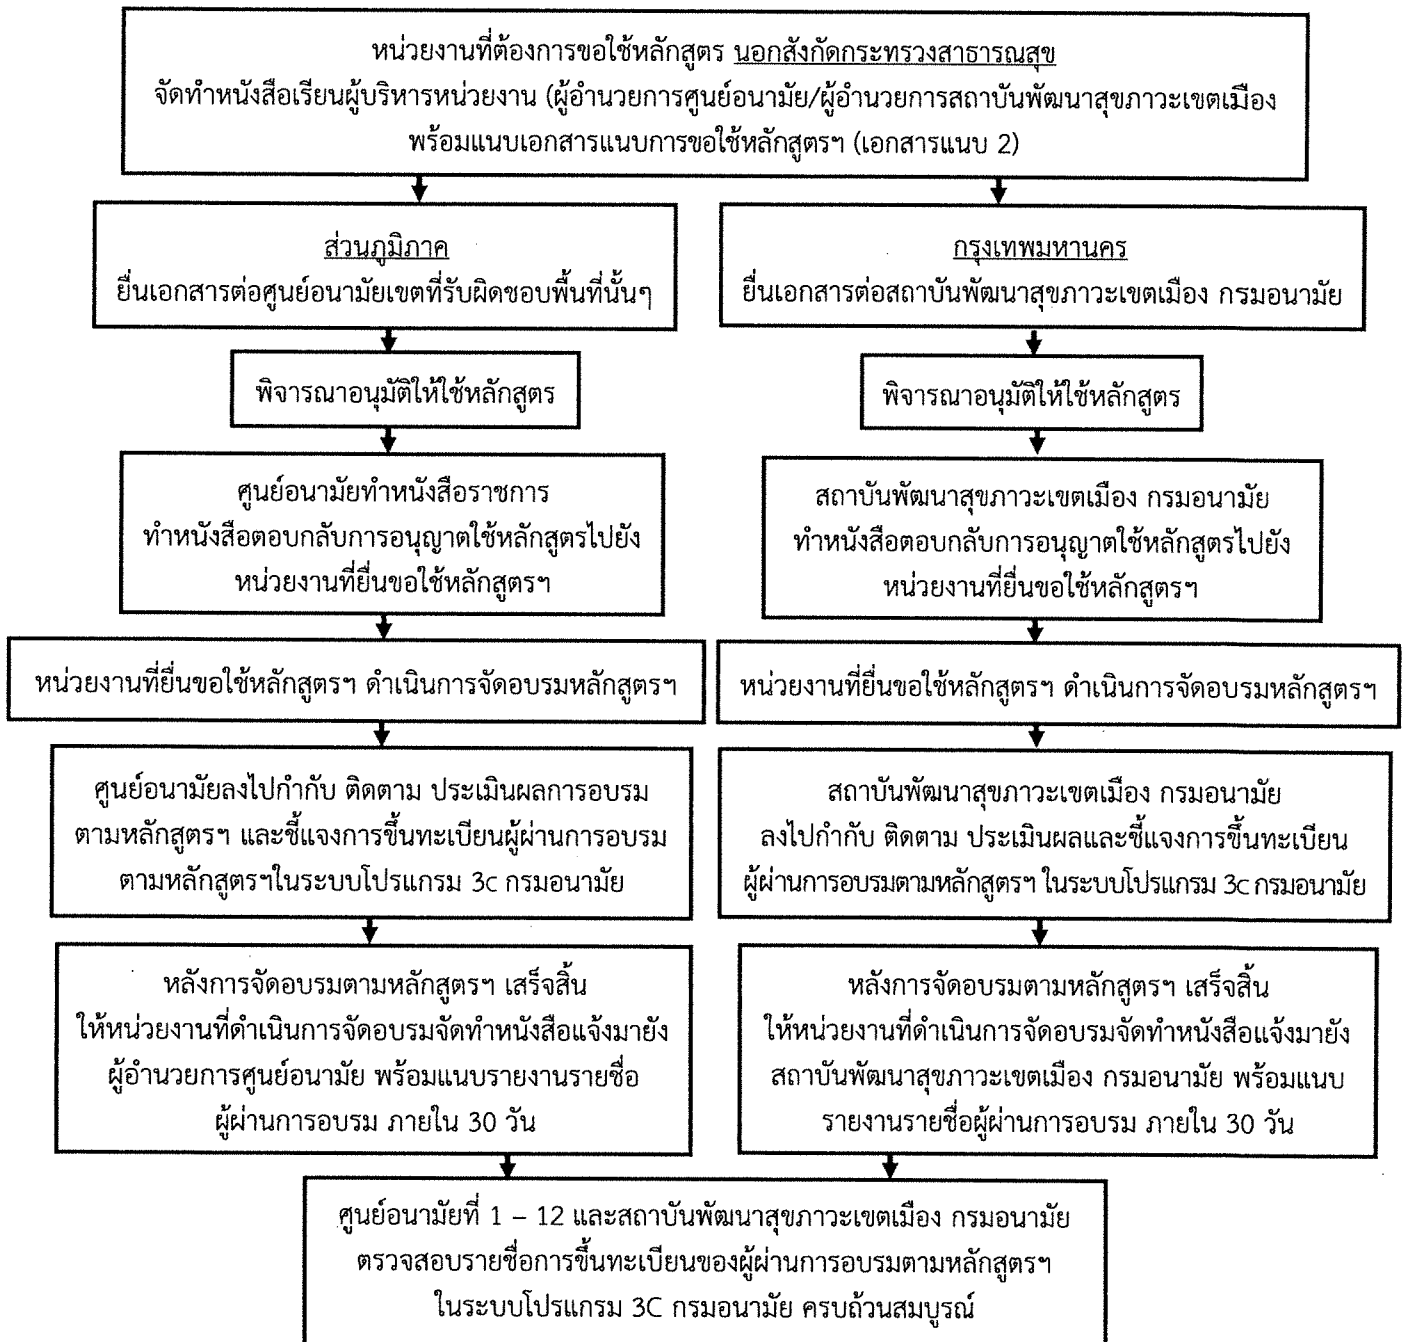 หน่วยงานที่ต้องการขอใช้หลักสูตร นอกสังกัดกระทรวงสาธารณสุข
จัดทำหนังสือเรียนผู้บริหารหน่วยงาน (ผู้อำนวยการศูนย์อนามัย/ผู้อำนวยการสถาบันพัฒนาสุขภาวะเขตเมือง
พร้อมแนบเอกสารแนบการขอใช้หลักสูตรฯ (เอกสารแนบ 2)
ส่วนภูมิภาค
ยื่นเอกสารต่อศูนย์อนามัยเขตที่รับผิดชอบพื้นที่นั้นๆ
กรุงเทพมหานคร
ยื่นเอกสารต่อสถาบันพัฒนาสุขภาวะเขตเมือง กรมอนามัย
พิจารณาอนุมัติให้ใช้หลักสูตร
พิจารณาอนุมัติให้ใช้หลักสูตร
ศูนย์อนามัยทำหนังสือราชการ
ทำหนังสือตอบกลับการอนุญาตใช้หลักสูตรไปยัง
หน่วยงานที่ยื่นขอใช้หลักสูตรฯ
สถาบันพัฒนาสุขภาวะเขตเมือง กรมอนามัย
ทำหนังสือตอบกลับการอนุญาตใช้หลักสูตรไปยัง
หน่วยงานที่ยื่นขอใช้หลักสูตรฯ
หน่วยงานที่ยื่นขอใช้หลักสูตรฯ ดำเนินการจัดอบรมหลักสูตรฯ
หน่วยงานที่ยื่นขอใช้หลักสูตรฯ ดำเนินการจัดอบรมหลักสูตรฯ
ศูนย์อนามัยลงไปกำกับ ติดตาม ประเมินผลการอบรม
ตามหลักสูตรฯ และชี้แจงการขึ้นทะเบียนผู้ผ่านการอบรม
ตามหลักสูตรฯในระบบโปรแกรม 3c กรมอนามัย
สถาบันพัฒนาสุขภาวะเขตเมือง กรมอนามัย
ลงไปกำกับ ติดตาม ประเมินผลและชี้แจงการขึ้นทะเบียน
ผู้ผ่านการอบรมตามหลักสูตรฯ ในระบบโปรแกรม 3c กรมอนามัย
หลังการจัดอบรมตามหลักสูตรฯ เสร็จสิ้น
ให้หน่วยงานที่ดำเนินการจัดอบรมจัดทำหนังสือแจ้งมายัง
ผู้อำนวยการศูนย์อนามัย พร้อมแนบรายงานรายชื่อ
ผู้ผ่านการอบรม ภายใน 30 วัน
หลังการจัดอบรมตามหลักสูตรฯ เสร็จสิ้น
ให้หน่วยงานที่ดำเนินการจัดอบรมจัดทำหนังสือแจ้งมายัง
สถาบันพัฒนาสุขภาวะเขตเมือง กรมอนามัย พร้อมแนบ
รายงานรายชื่อผู้ผ่านการอบรม ภายใน 30 วัน
ศูนย์อนามัยที่ 1 – 12 และสถาบันพัฒนาสุขภาวะเขตเมือง กรมอนามัย
ตรวจสอบรายชื่อการขึ้นทะเบียนของผู้ผ่านการอบรมตามหลักสูตรฯ
ในระบบโปรแกรม 3C กรมอนามัย ครบถ้วนสมบูรณ์